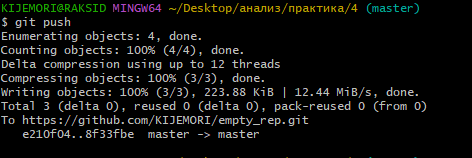 KIJEMORI@RAKSID MINGW64 ~/Desktop/анализ/практика/4 (master)
$ git push
Enumerating objects: 4, done.
Counting objects: 100% (4/4), done.
Delta compression using up to 12 threads
Compressing objects: 100% (3/3), done.
Writing objects: 100% (3/3), 223.88 KiB | 12.44 MiB/s, done.
Total 3 (delta 0), reused 0 (delta 0), pack-reused 0 (from 0)
To https://github.com/KIJEMORI/empty_rep.git
   e210f04..8f33fbe  master -> master